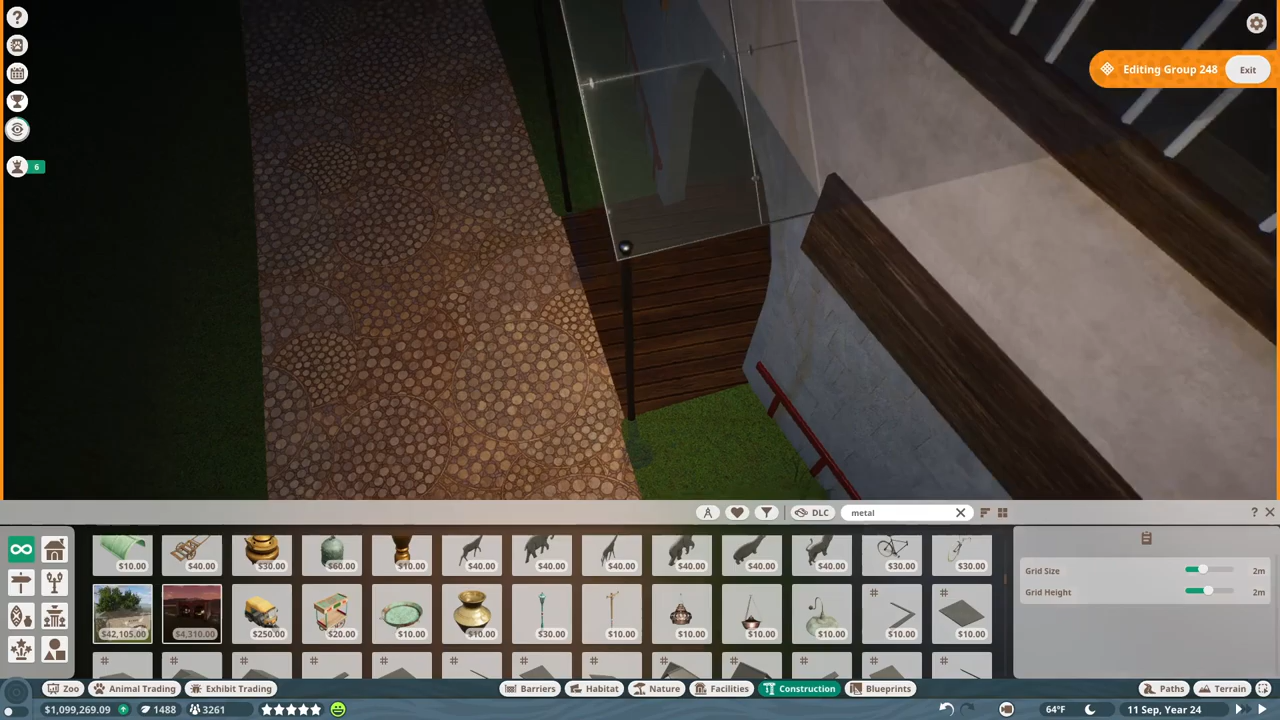 ?
Editing Group 248
Exit
6
DLC
metal
?
$10.00
$40.00
$30.00
$60.00
$10.00
$40.00
$40.00
$40.00
$40.00
$40.00
$40.00
$30.00
$30.00
Grid Size
2m
Grid Height
2m
$42,105.00
$4,310.00
$250.00
$20.00
$10.00
$10.00
$30.00
$10.00
$10.00
$10.00
$10.00
$10.00
$10.00
Zoo
Animal Trading
Exhibit Trading
Barriers
Habitat
Nature
Facilities
Construction
Blueprints
Paths
Terrain
$1,099,269.09
1488
3261
64°F
11 Sep, Year 24